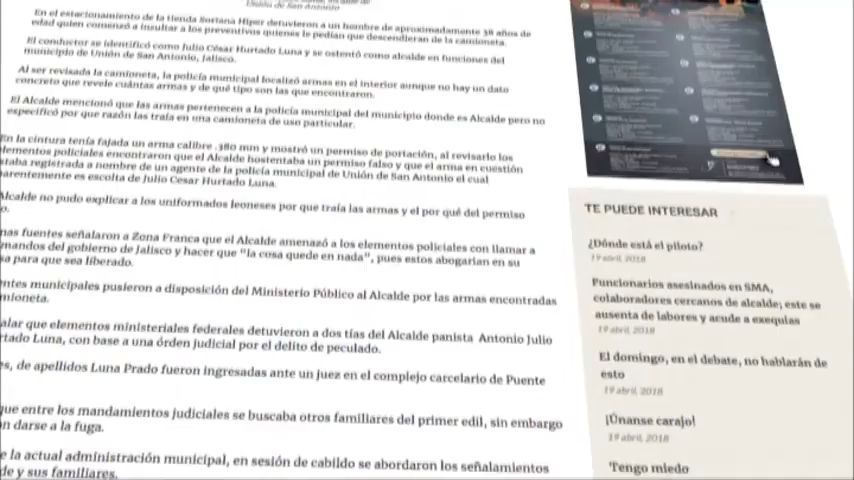 Unión de San Antonio
En el estacionamiento de la tienda Soriana Hiper detuvieron a un hombre de aproximadamente 38 años de
edad quien comenzó a insultar a los preventivos quienes le pedían que descendieran de la camioneta.
El conductor se identificó como Julio César Hurtado Luna y se ostentó como alcalde en funciones del
municipio de Unión de San Antonio, Jalisco.
Al ser revisada la camioneta, la policía municipal localizó armas en el interior aunque no hay un dato
concreto que revele cuántas armas y de qué tipo son las que encontraron.
El Alcalde mencionó que las armas pertenecen a la policía municipal del municipio donde es Alcalde pero no
especificó por que razón las traía en una camioneta de uso particular.
En la cintura tenía fajada un arma calibre .380 mm y mostró un permiso de portación, al revisarlo los
lementos policiales encontraron que el Alcalde hostentaba un permiso falso y que el arma en cuestión
staba registrada a nombre de un agente de la policía municipal de Unión de San Antonio el cual
arentemente es escolta de Julio Cesar Hurtado Luna.
Alcalde no pudo explicar a los uniformados leoneses por que traía las armas y el por qué del permiso
o.
nas fuentes señalaron a Zona Franca que el Alcalde amenazó a los elementos policiales con llamar a
mandos del gobierno de Jalisco y hacer que "la cosa quede en nada", pues estos abogarían en su
sa para que sea liberado.
entes municipales pusieron a disposición del Ministerio Público al Alcalde por las armas encontradas
mioneta.
alar que elementos ministeriales federales detuvieron a dos tías del Alcalde panista Antonio Julio
rtado Luna, con base a una órden judicial por el delito de peculado.
es, de apellidos Luna Prado fueron ingresadas ante un juez en el complejo carcelario de Puente
que entre los mandamientos judiciales se buscaba otros familiares del primer edil, sin embargo
n darse a la fuga.
e la actual administración municipal, en sesión de cabildo se abordaron los señalamientos
de y sus familiares.
TE PUEDE INTERESAR
¿Dónde está el piloto?
19 abril, 2018
Funcionarios asesinados en SMA,
colaboradores cercanos de alcalde; este se
ausenta de labores y acude a exequias
19 abril, 2018
El domingo, en el debate, no hablarán de
esto
19 abril, 2018
¡Únanse carajo!
19 abril, 2018
Tengo miedo